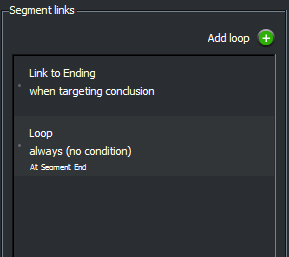 Segment links
Add loop
Link to Ending
when targeting conclusion
Loop
always (no condition)
At Segment End